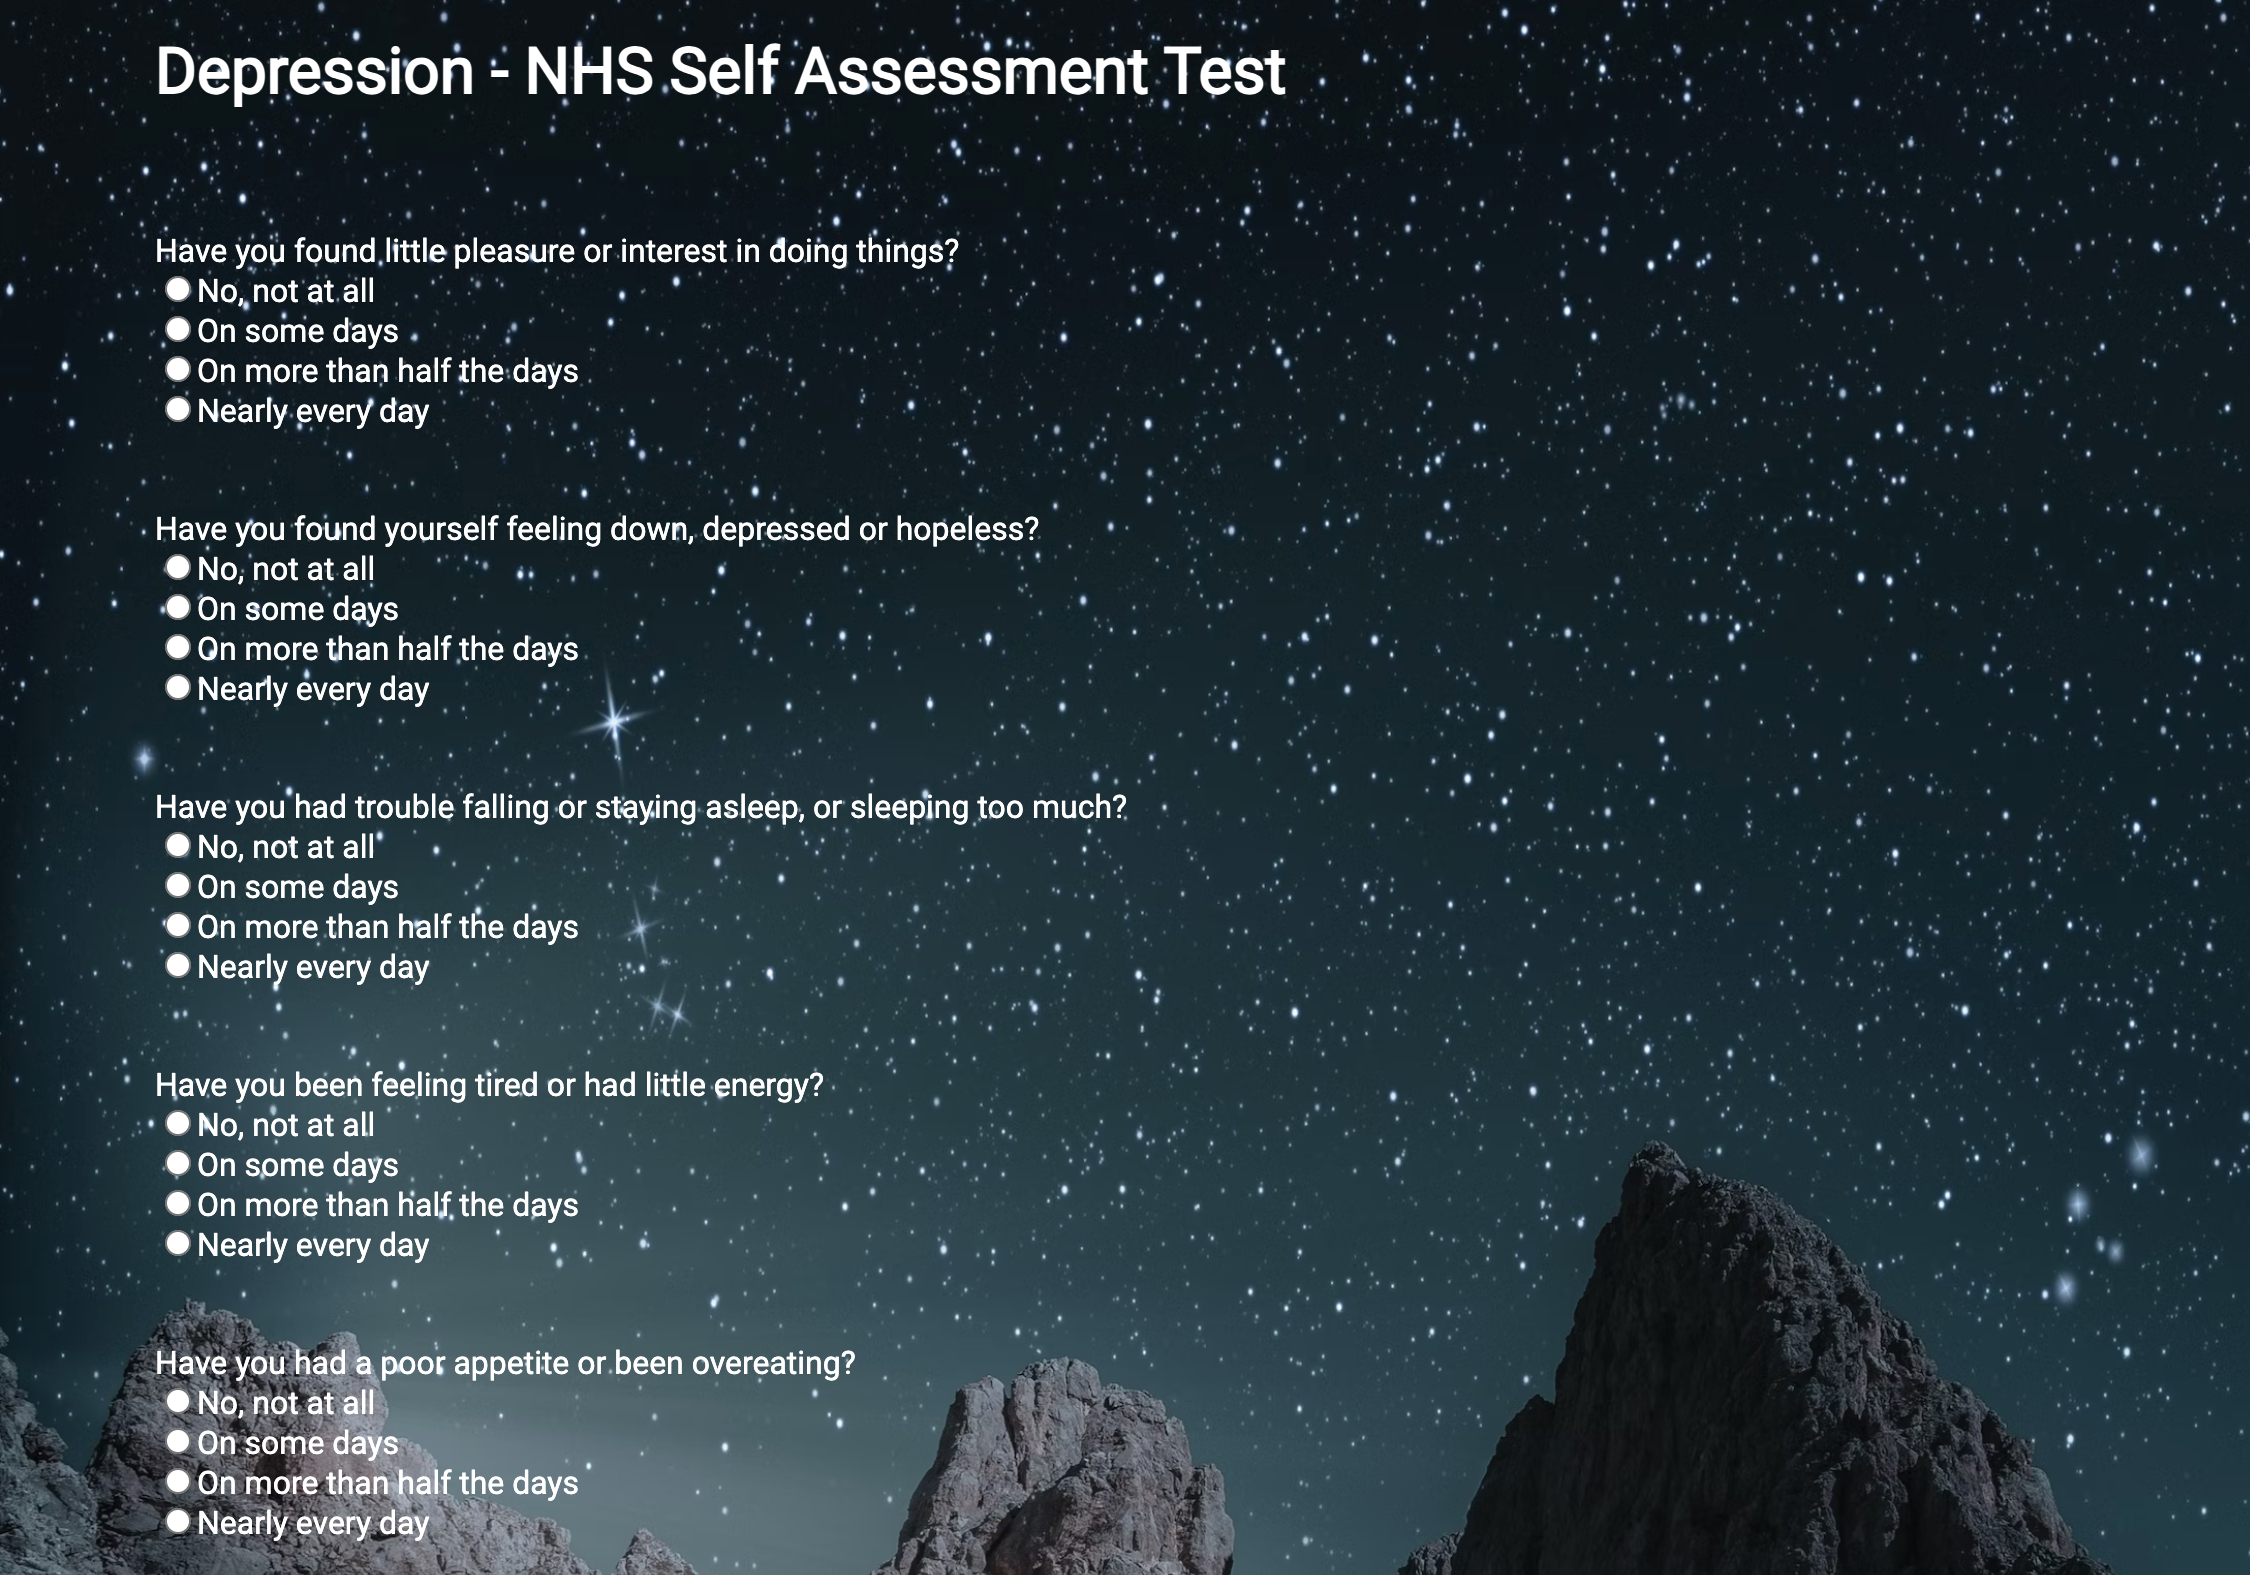 Depression - NHS Self Assessment Test
Have you found little pleasure or interest in doing things?
No, not at all
On some days
On more than half the days
Nearly every day
Have you found yourself feeling down, depressed or hopeless?
No, not at all
On some days
On more than half the days
Nearly every day
Have you had trouble falling or staying asleep, or sleeping too much?
No, not at all
On some days
On more than half the days
Nearly every day
Have you been feeling tired or had little energy?
No, not at all
On some days
On more than half the days
Nearly every day
Have you had a poor appetite or been overeating?
No, not at all
On some days
On more than half the days
Nearly every day